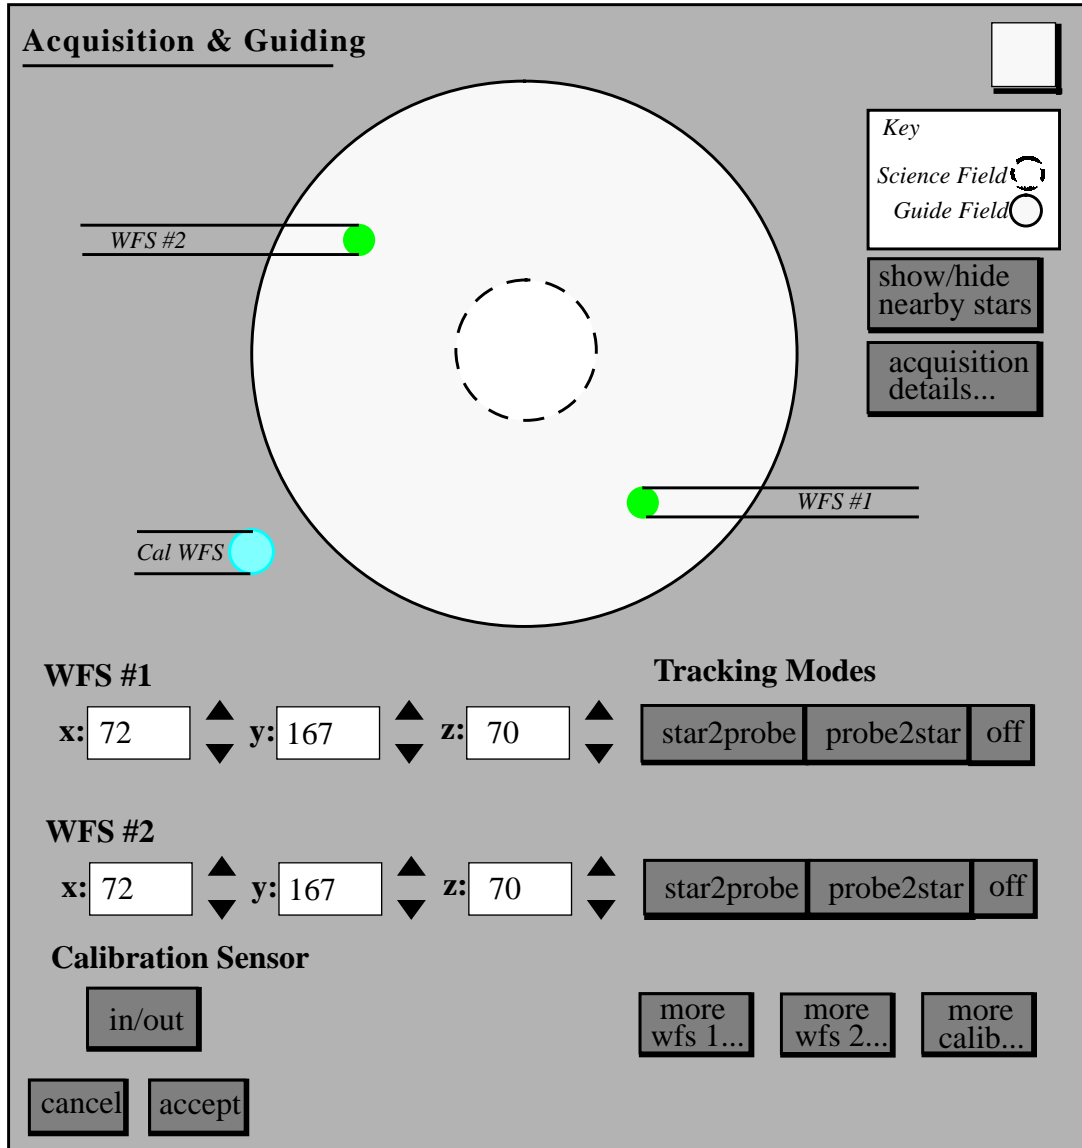 Acquisition & Guiding
Key
Science Field
Guide Field
WFS #2
show/hide
nearby stars
acquisition
details...
WFS #1
Cal WFS
WFS #1
Tracking Modes
x: 72 y: 167 z: 70 star2probe probe2star off
WFS #2
x: 72 y: 167 z: 70 star2probe probe2star off
Calibration Sensor
in/out
more
wfs 1...
more
wfs 2...
more
calib...
cancel accept